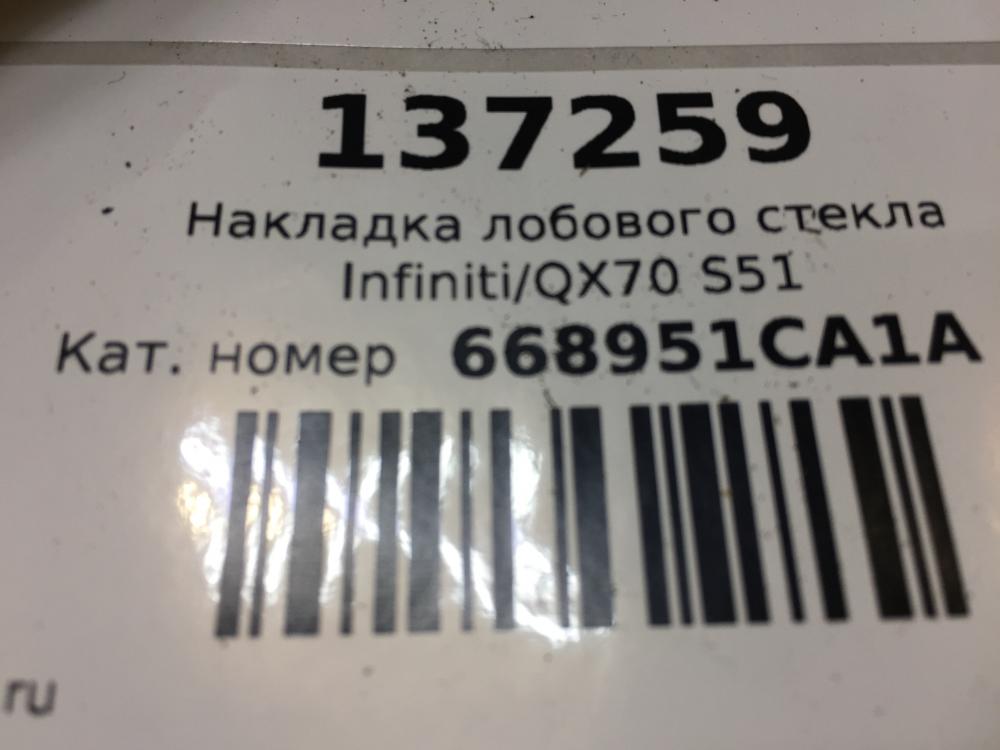 137259
Накладка лобового стекла
Infiniti/QX70 S51
Кат. номер 668951CA1A
ru